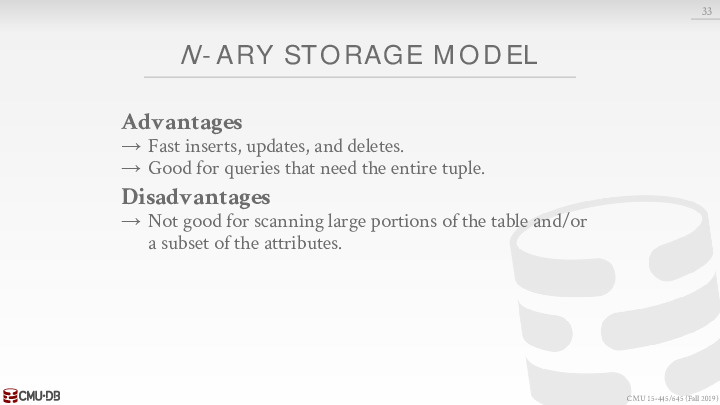 33
N-ARY STORAGE MODEL
Advantages
→ Fast inserts, updates, and deletes.
→ Good for queries that need the entire tuple.
Disadvantages
→ Not good for scanning large portions of the table and/or
a subset of the attributes.
CMU·DB
CMU 15-445/645 (Fall 2019)